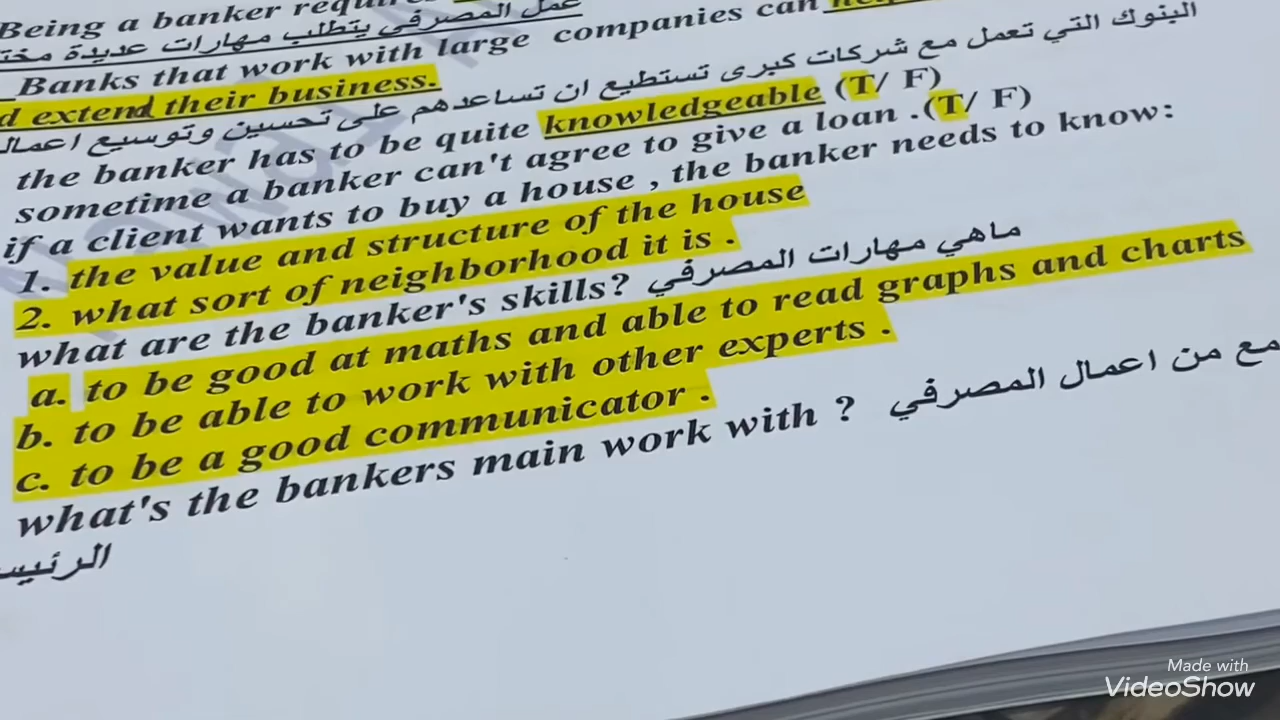 Being a banker
عمل المصرفي يتطلب مهارات عديدة
Banks that work with large companies can
البنوك التي تعمل مع شركات كبرى تستطيع ان تساعدهم على تحسين وتوسيع
extend their business.
the banker has to be quite knowledgeable (T/ F)
sometime a banker can't agree to give a loan .(T/ F)
if a client wants to buy a house , the banker needs to know:
1. the value and structure of the house
2. what sort of neighborhood it is .
what are the banker's skills? ماهي مهارات المصرفي
a. to be good at maths and able to read graphs and charts
b. to be able to work with other experts .
c. to be a good communicator .
what's the bankers main work with ? مع من اعمال المصرفي
Made with
VideoShow